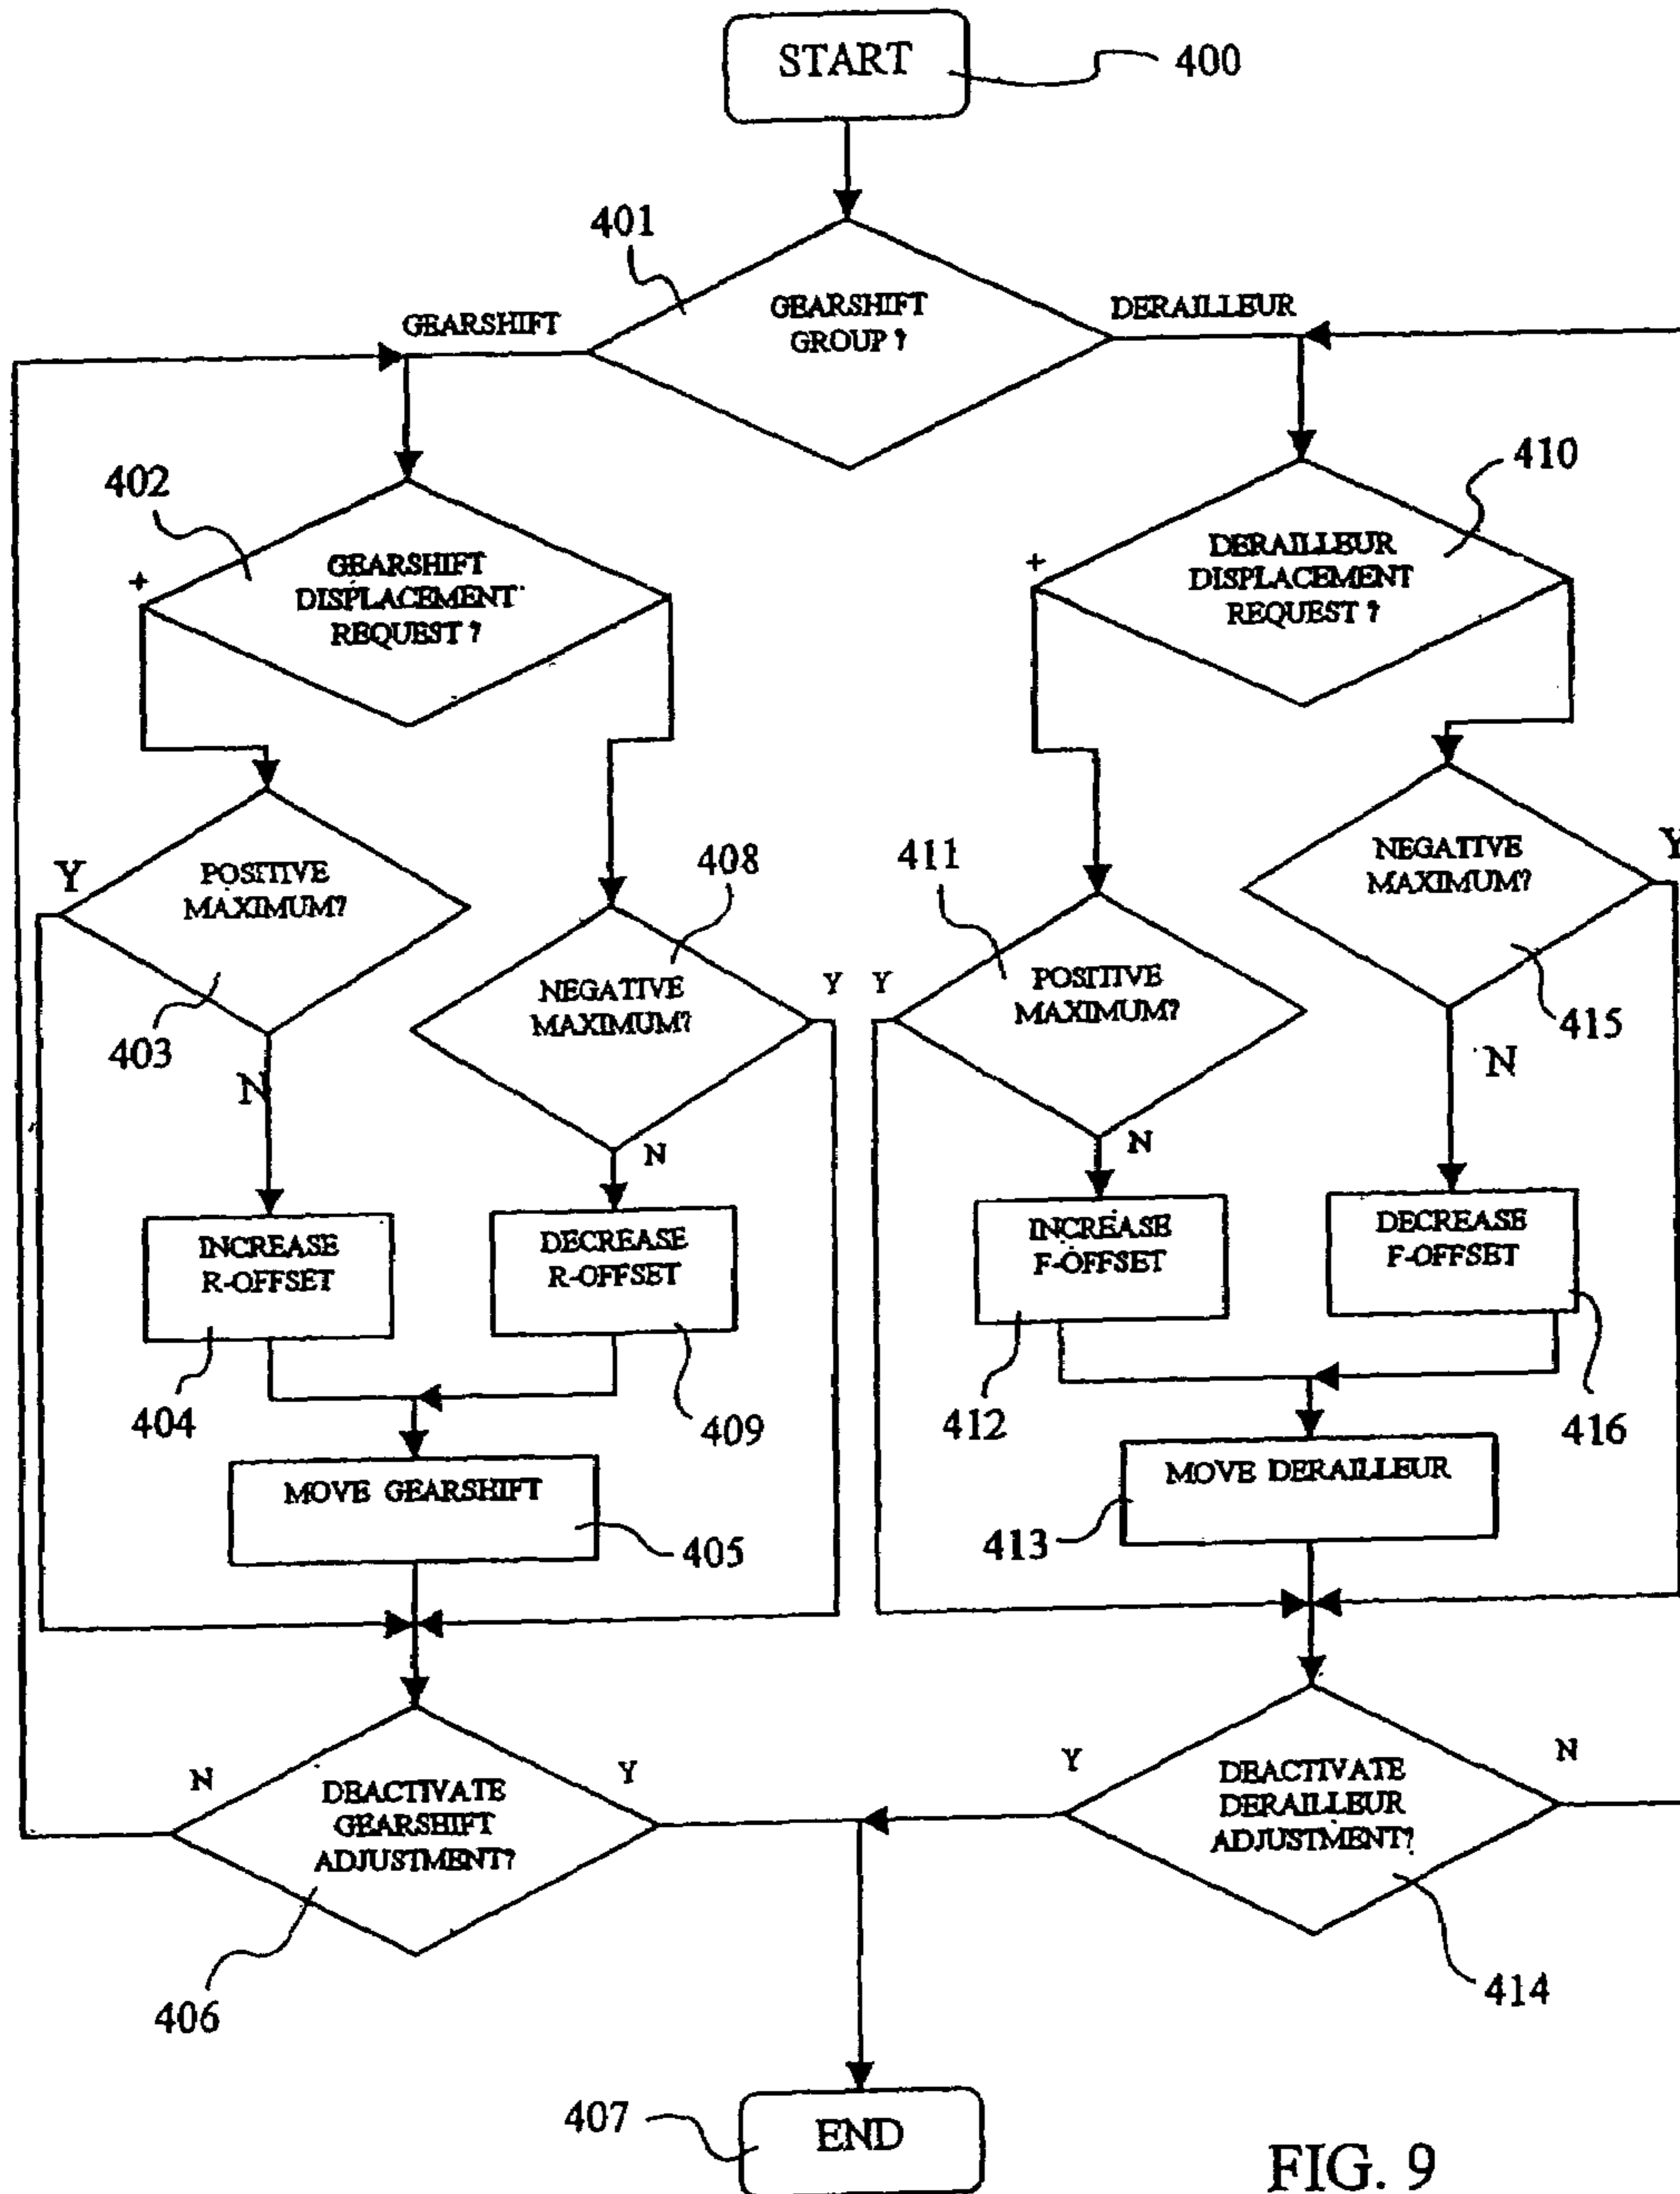 START
400
401
GEARSHIFT
GROUP?
GEARSHIFT
DERAILLEUR
402
+
GEARSHIFT
DISPLACEMENT
REQUEST?
410
+
DERAILLEUR
DISPLACEMENT
REQUEST?
Y
POSITIVE
MAXIMUM?
403
N
408
NEGATIVE
MAXIMUM?
Y
N
411
Y
POSITIVE
MAXIMUM?
N
NEGATIVE
MAXIMUM?
Y
415
N
INCREASE
R-OFFSET
404
DECREASE
R-OFFSET
409
INCREASE
F-OFFSET
412
DECREASE
F-OFFSET
416
MOVE GEARSHIFT
405
MOVE DERAILLEUR
413
N
DEACTIVATE
GEARSHIFT
ADJUSTMENT?
Y
406
Y
DEACTIVATE
DERAILLEUR
ADJUSTMENT?
N
414
407
END
FIG. 9